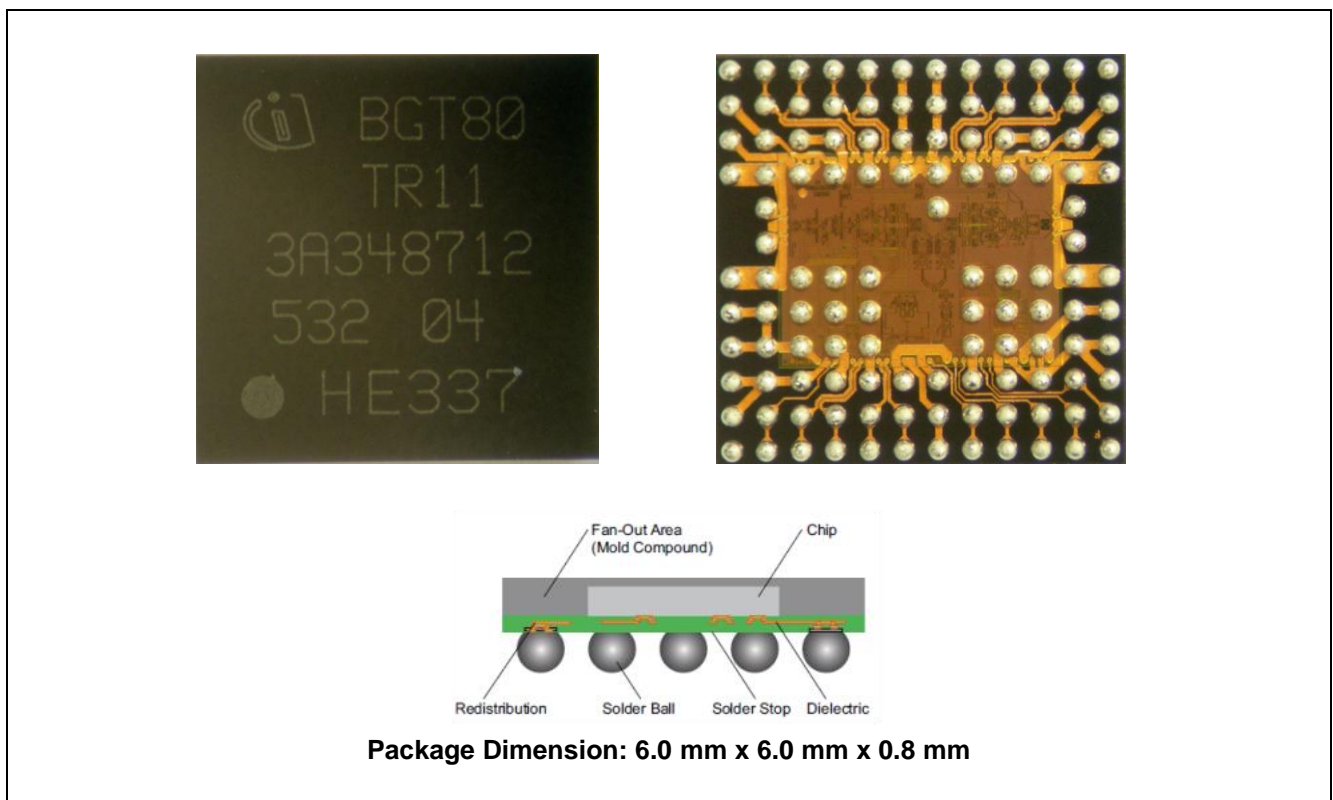 BGT80
TR11
3A348712
532 04
HE337
Fan-Out Area
(Mold Compound)
Chip
Redistribution
Solder Ball
Solder Stop
Dielectric
Package Dimension: 6.0 mm x 6.0 mm x 0.8 mm